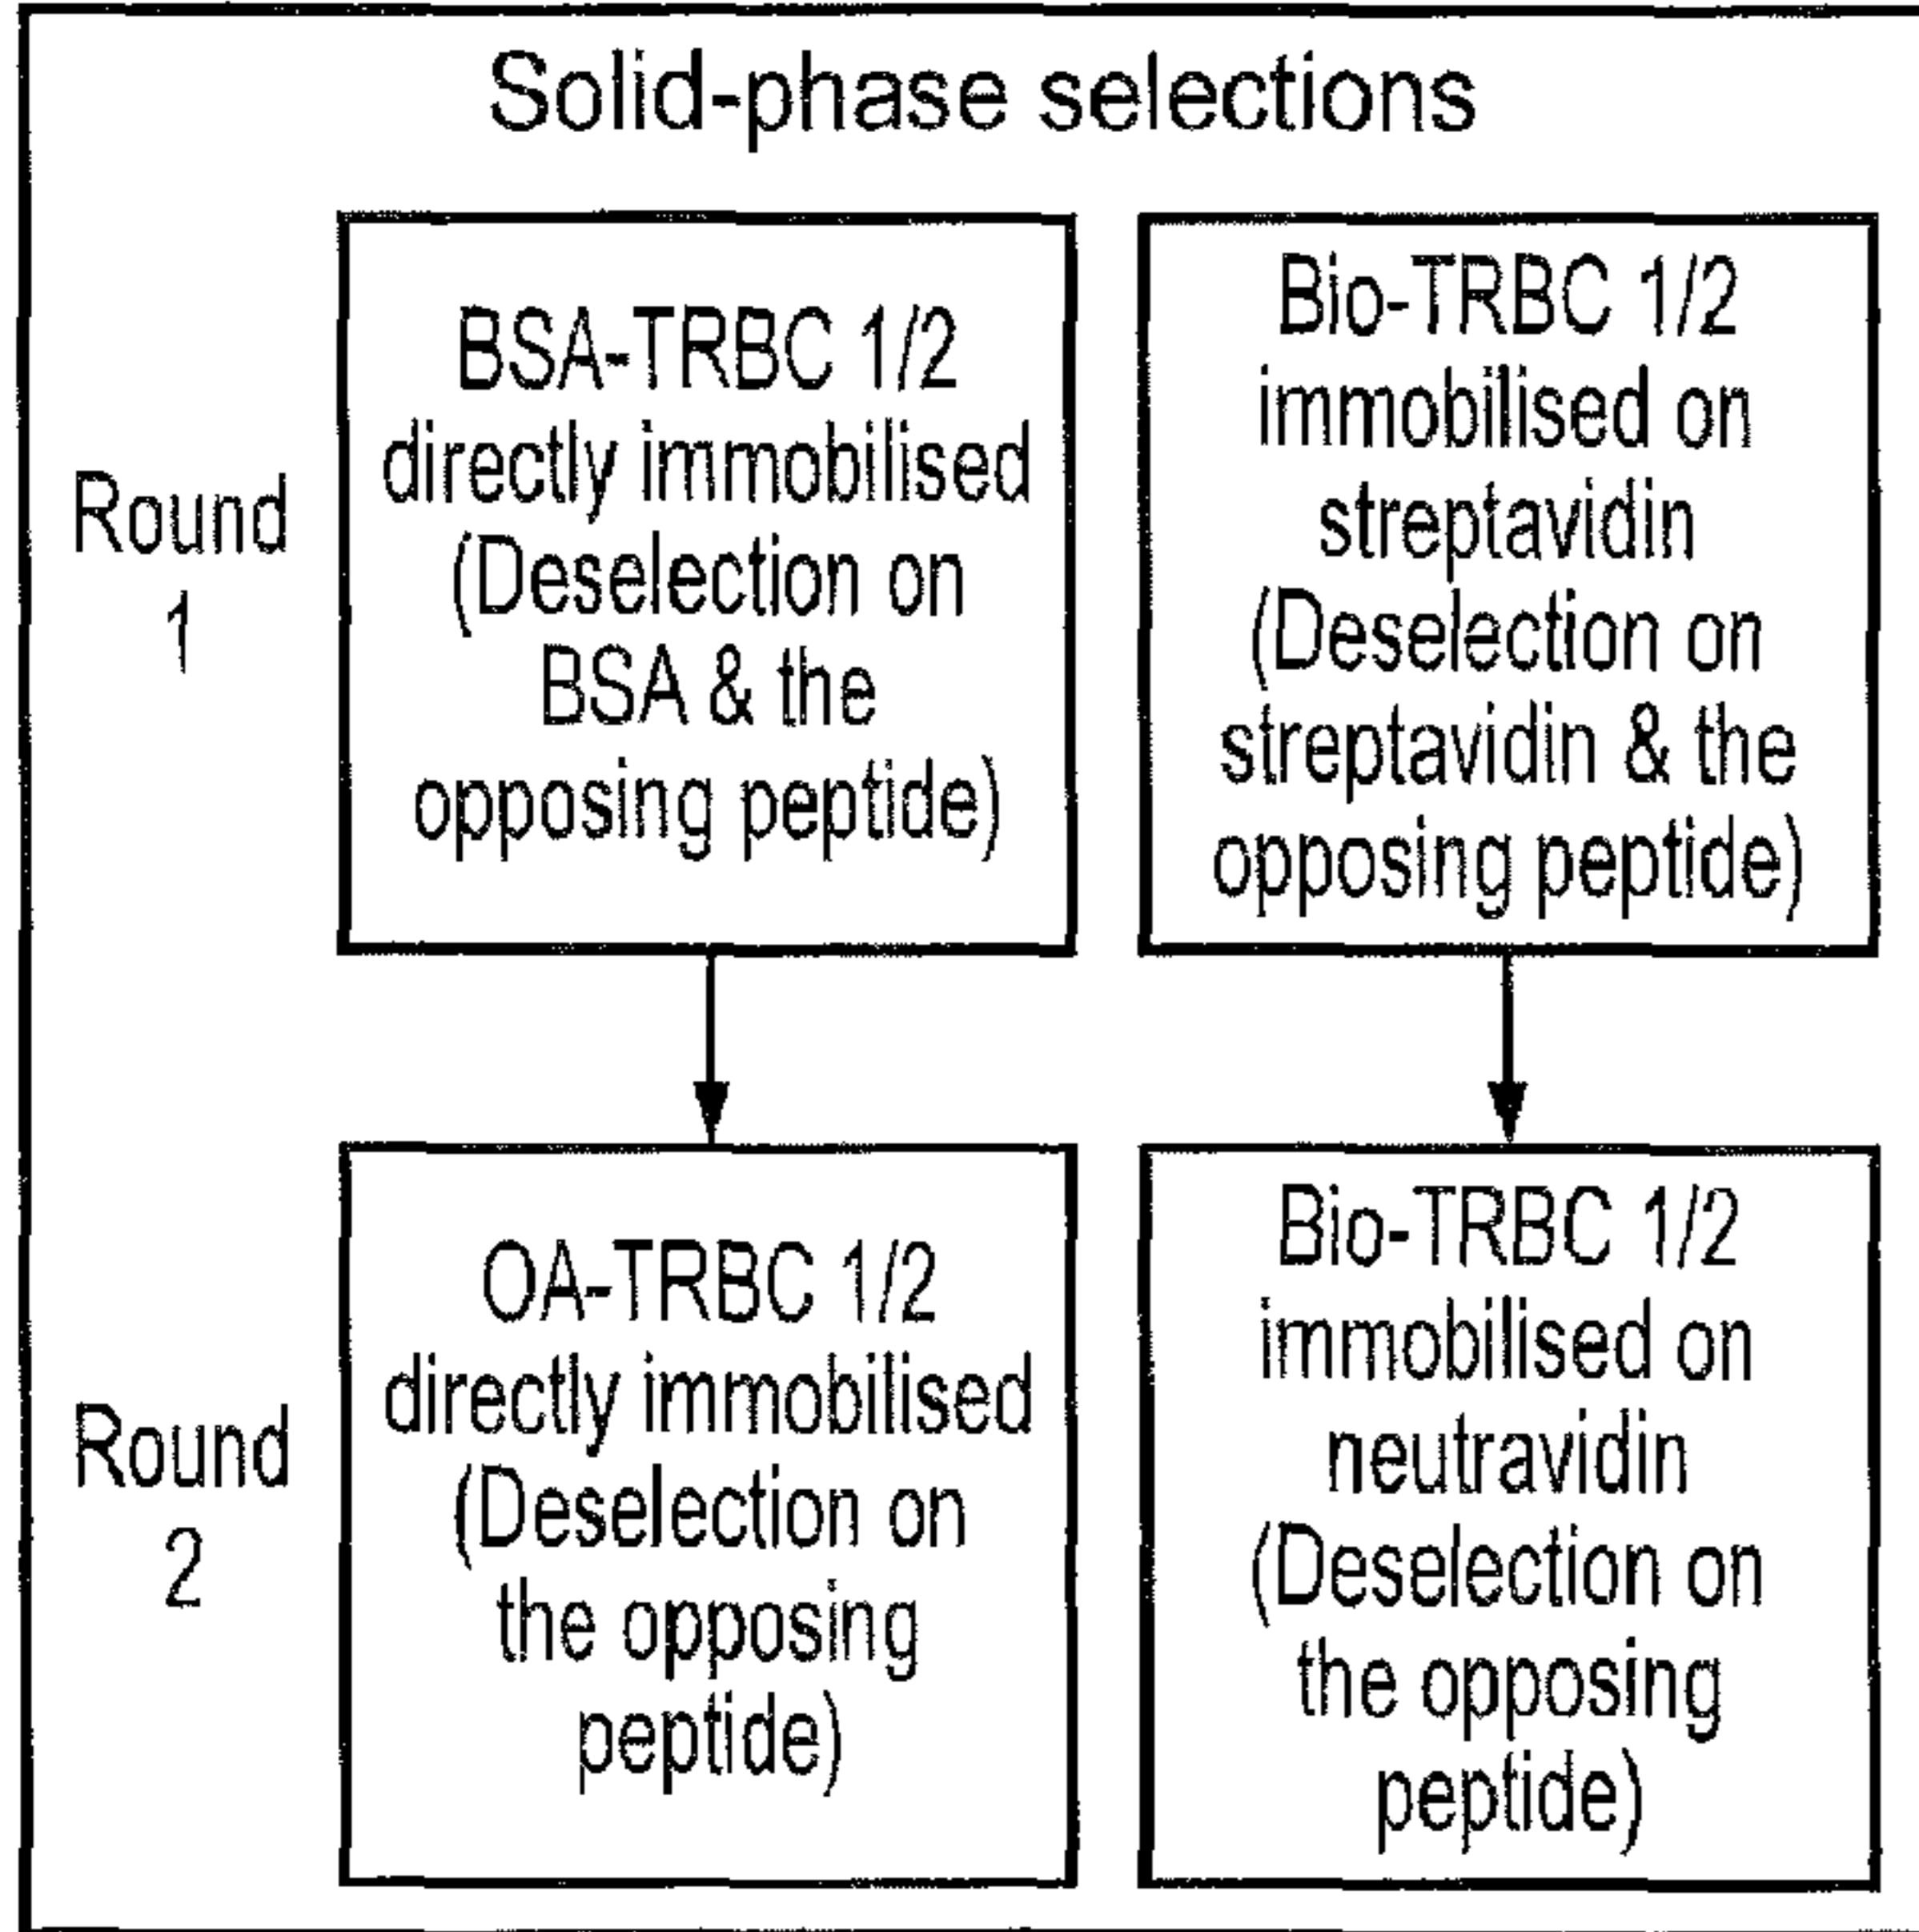 Solid-phase selections
Round
1
BSA-TRBC 1/2
directly immobilised
(Deselection on
BSA & the
opposing peptide)
Bio-TRBC 1/2
immobilised on
streptavidin
(Deselection on
streptavidin & the
opposing peptide)
Round
2
OA-TRBC 1/2
directly immobilised
(Deselection on
the opposing
peptide)
Bio-TRBC 1/2
immobilised on
neutravidin
(Deselection on
the opposing
peptide)